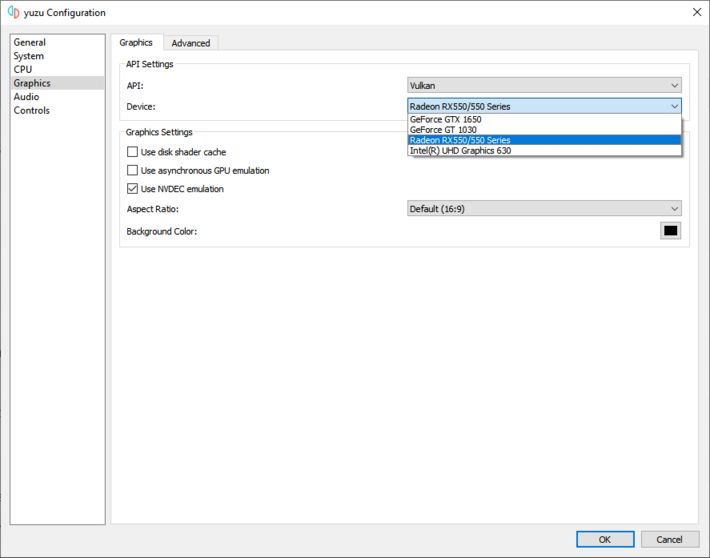 yuzu Configuration
General
System
CPU
Graphics
Audio
Controls
Graphics
Advanced
API Settings
API:
Vulkan
Device:
Radeon RX550/550 Series
GeForce GTX 1650
GeForce GT 1030
Radeon RX550/550 Series
Intel(R) UHD Graphics 630
Graphics Settings
Use disk shader cache
Use asynchronous GPU emulation
Use NVDEC emulation
Aspect Ratio:
Default (16:9)
Background Color:
OK
Cancel